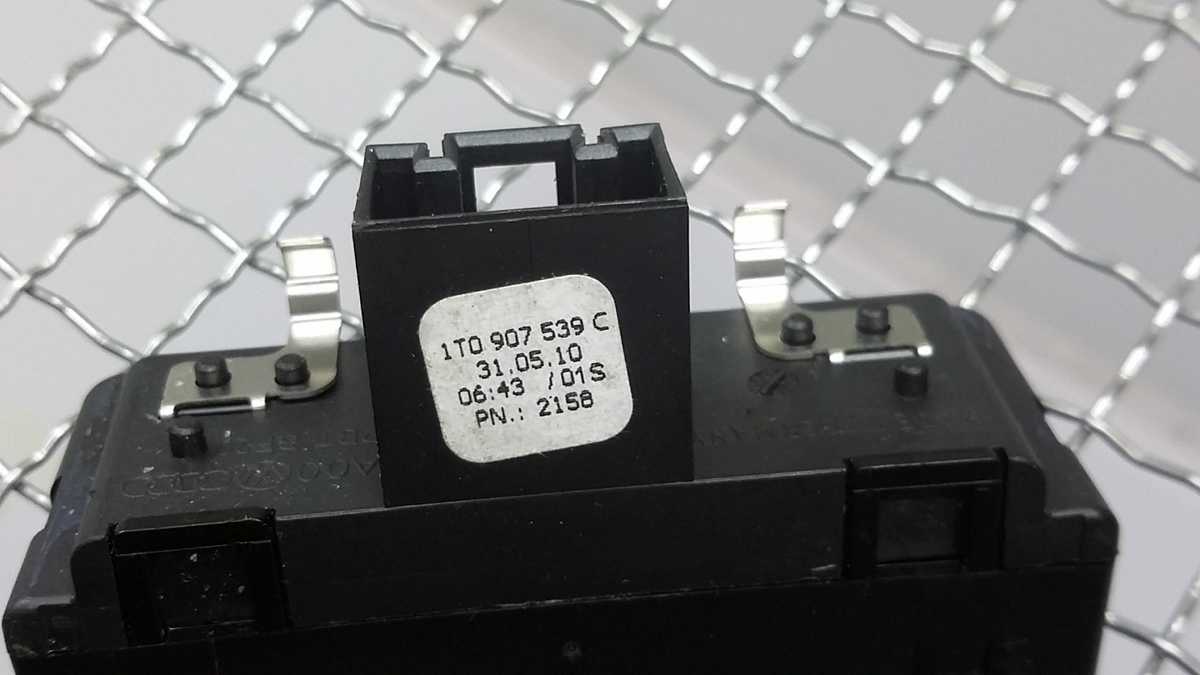 1T0 907 539 C
31.05.10
06:43 /01S
PN.: 2158